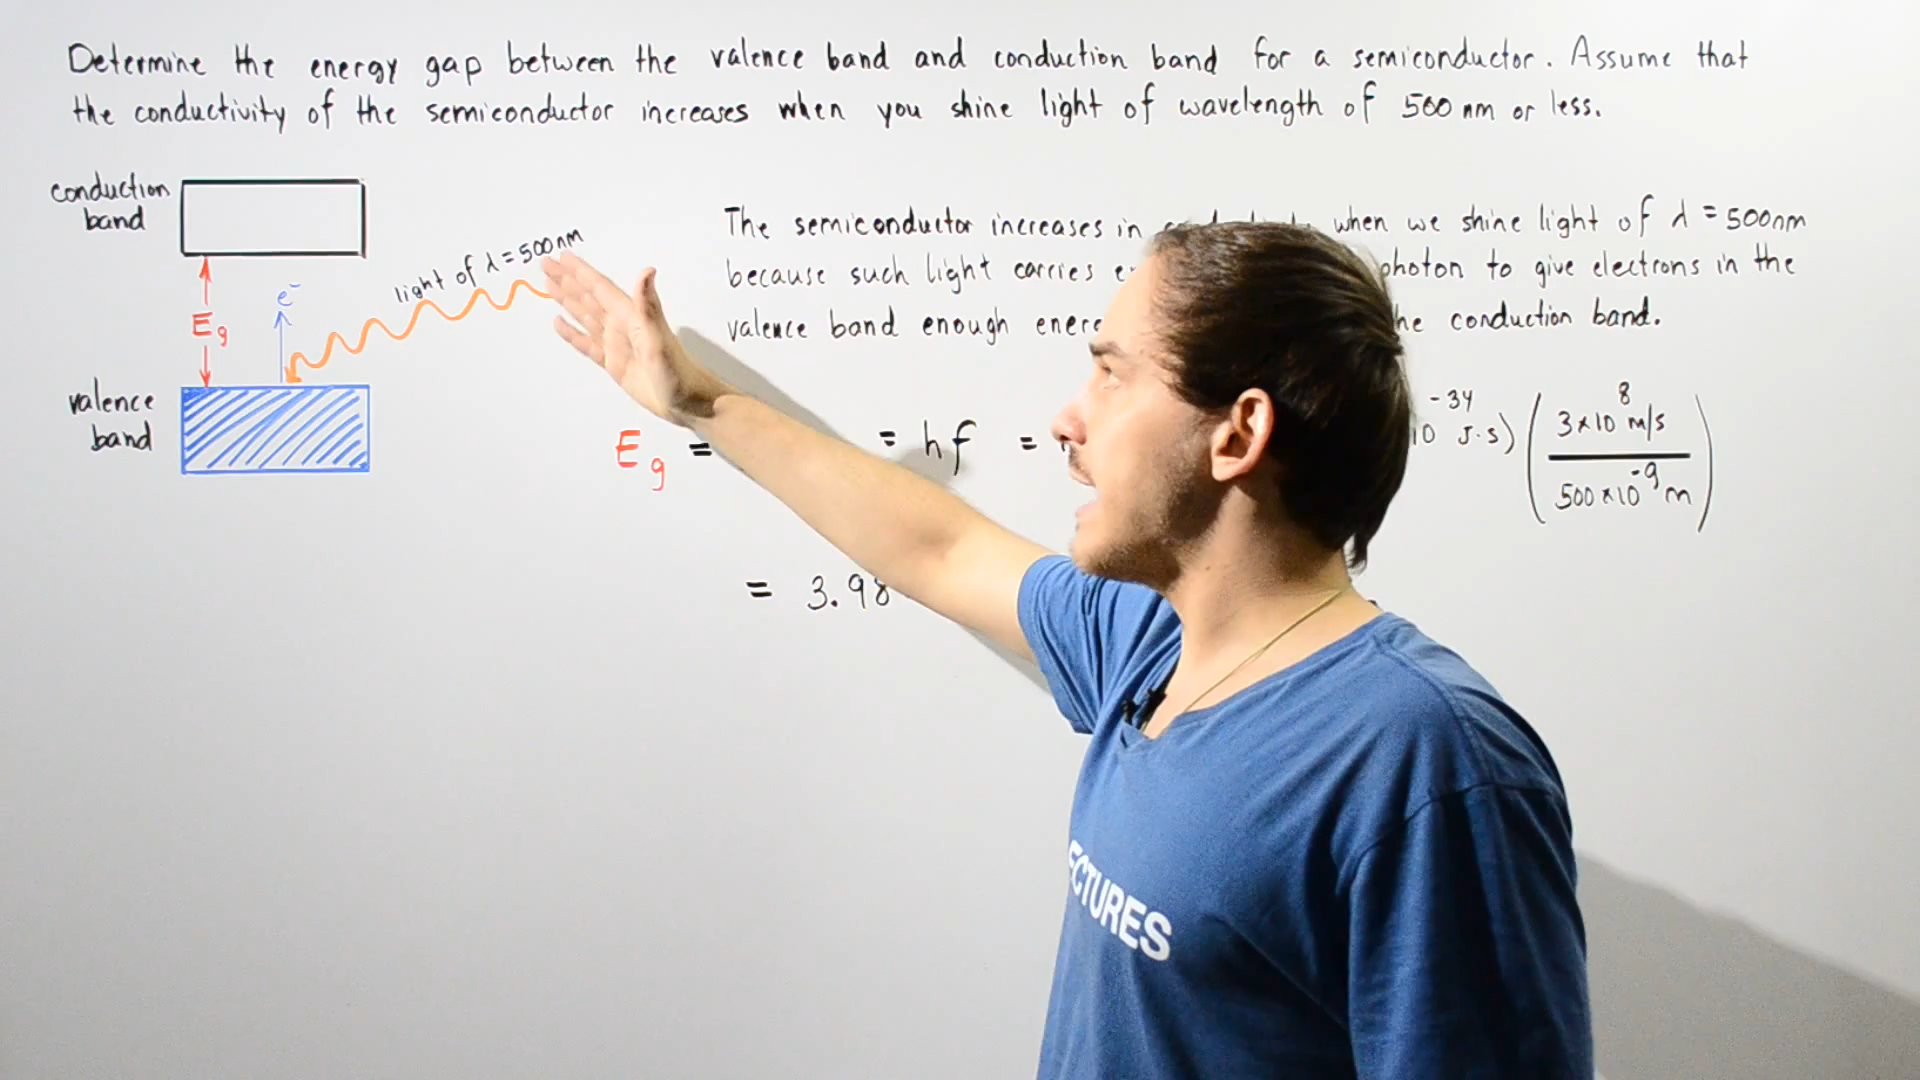 Determine the energy gap between the valence band and conduction band for a semiconductor. Assume that
the conductivity of the semiconductor increases when you shine light of wavelength of 500 nm or less.
conduction
band
light of λ = 500nm
e⁻
Eg
valence
band
The semiconductor increases in when we shine light of λ = 500nm
because such light carries photon to give electrons in the
valence band enough conduction band.
Eg = = hf =
10⁻³⁴ J·s) (3×10⁸ m/s / 500×10⁻⁹ m)
= 3.98
ECTURES